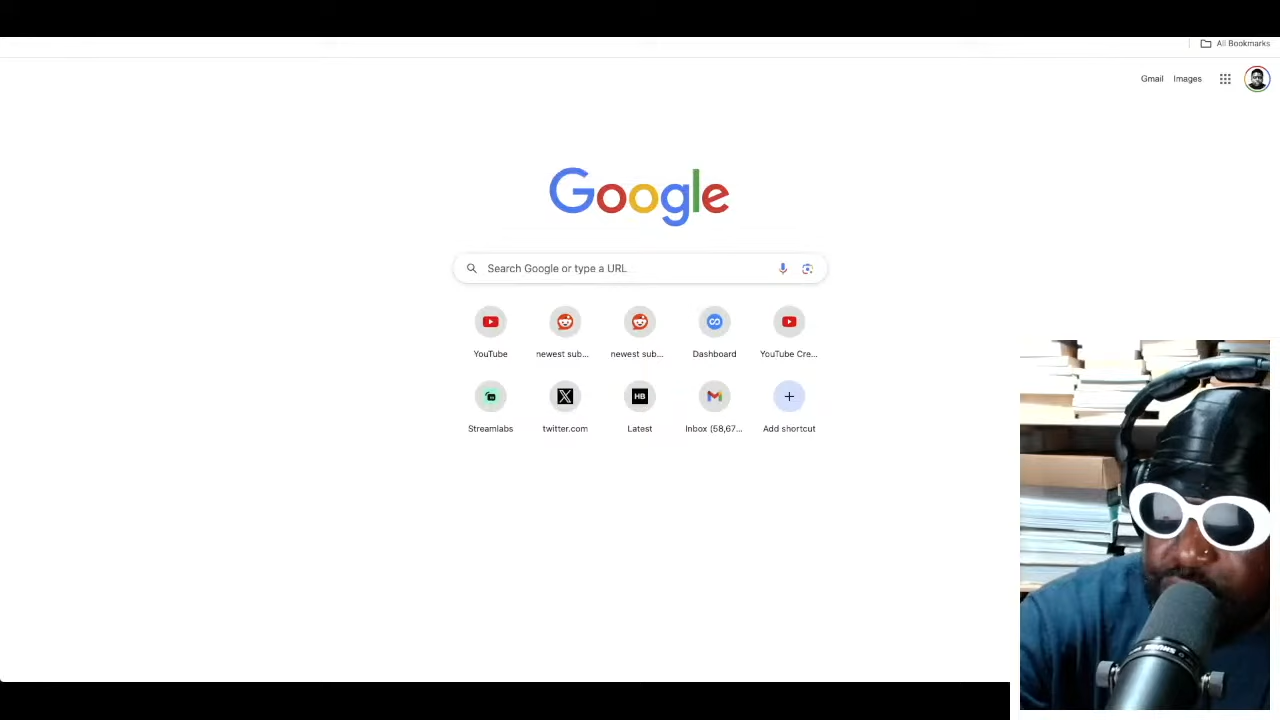 All Bookmarks
Gmail Images
Google
Search Google or type a URL
YouTube newest sub... newest sub... Dashboard YouTube Cre...
HB
Streamlabs twitter.com Latest Inbox (58,67... Add shortcut